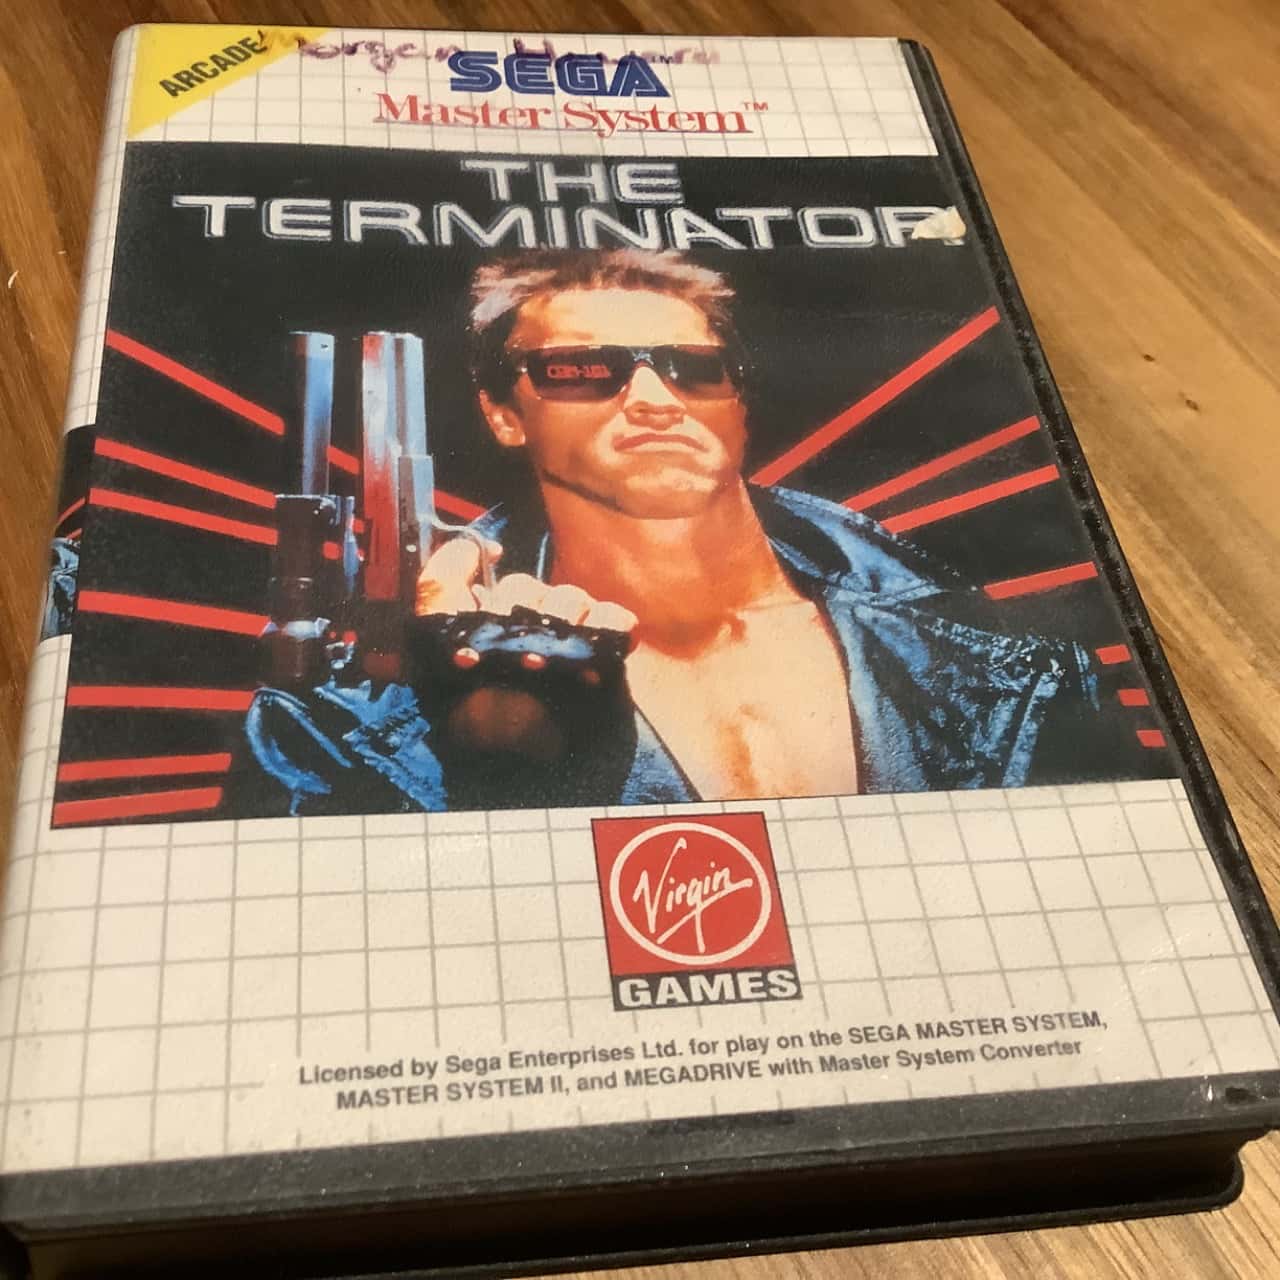 ARCADE
SEGA™
Master System™
THE
TERMINATOR
Virgin
GAMES
Licensed by Sega Enterprises Ltd. for play on the SEGA MASTER SYSTEM,
MASTER SYSTEM II, and MEGADRIVE with Master System Converter